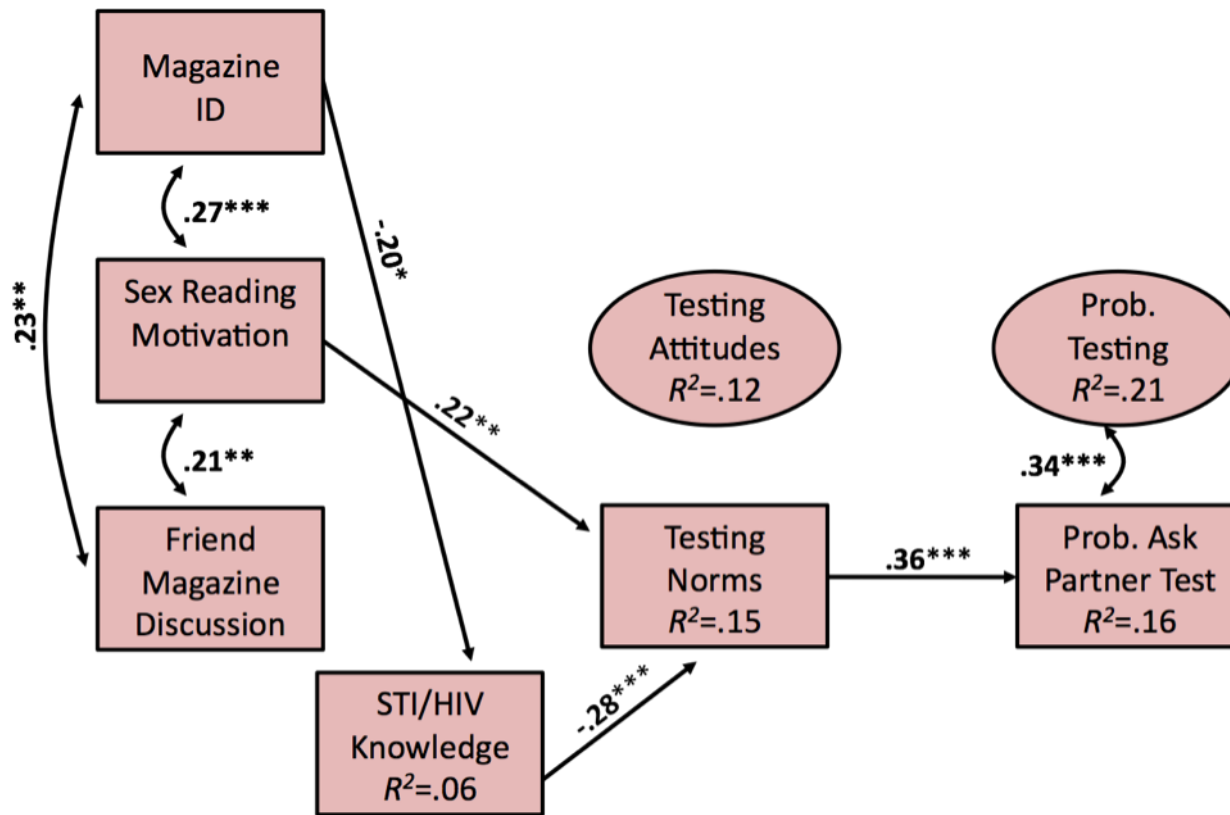 Magazine
ID
.27***
-.20*
.23**
Sex Reading
Motivation
.22**
.21**
Friend
Magazine
Discussion
STI/HIV
Knowledge
R²=.06
-.28***
Testing
Attitudes
R²=.12
Testing
Norms
R²=.15
.36***
Prob.
Testing
R²=.21
.34***
Prob. Ask
Partner Test
R²=.16